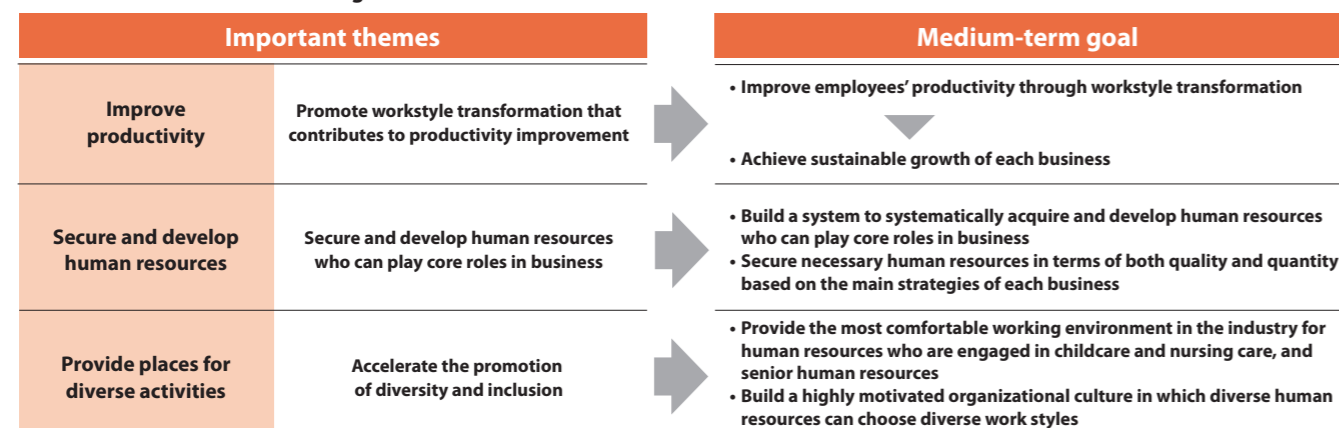 Important themes
Medium-term goal
Improve
productivity
Promote workstyle transformation that
contributes to productivity improvement
• Improve employees' productivity through workstyle transformation
• Achieve sustainable growth of each business
Secure and develop
human resources
Secure and develop human resources
who can play core roles in business
• Build a system to systematically acquire and develop human resources
who can play core roles in business
• Secure necessary human resources in terms of both quality and quantity
based on the main strategies of each business
Provide places for
diverse activities
Accelerate the promotion
of diversity and inclusion
• Provide the most comfortable working environment in the industry for
human resources who are engaged in childcare and nursing care, and
senior human resources
• Build a highly motivated organizational culture in which diverse human
resources can choose diverse work styles